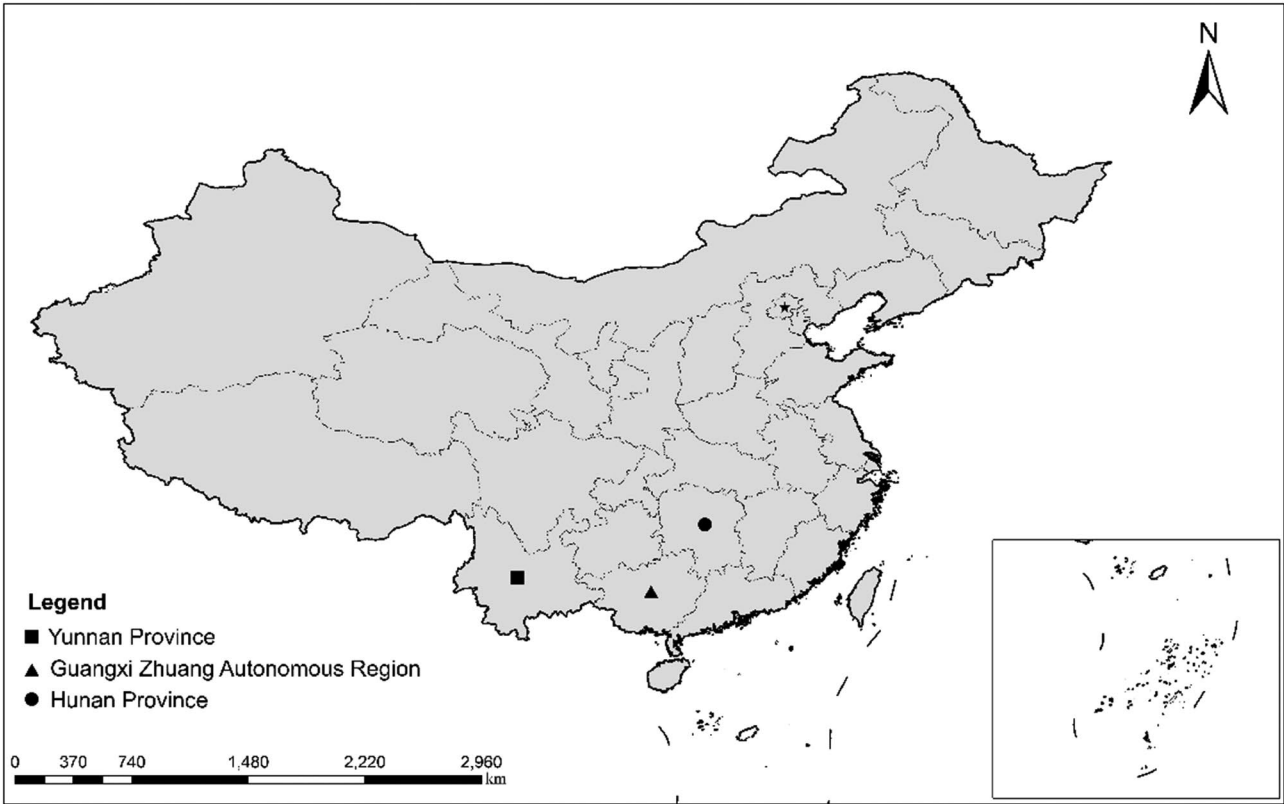 N
Legend
Yunnan Province
Guangxi Zhuang Autonomous Region
Hunan Province
0 370 740 1,480 2,220 2,960
km